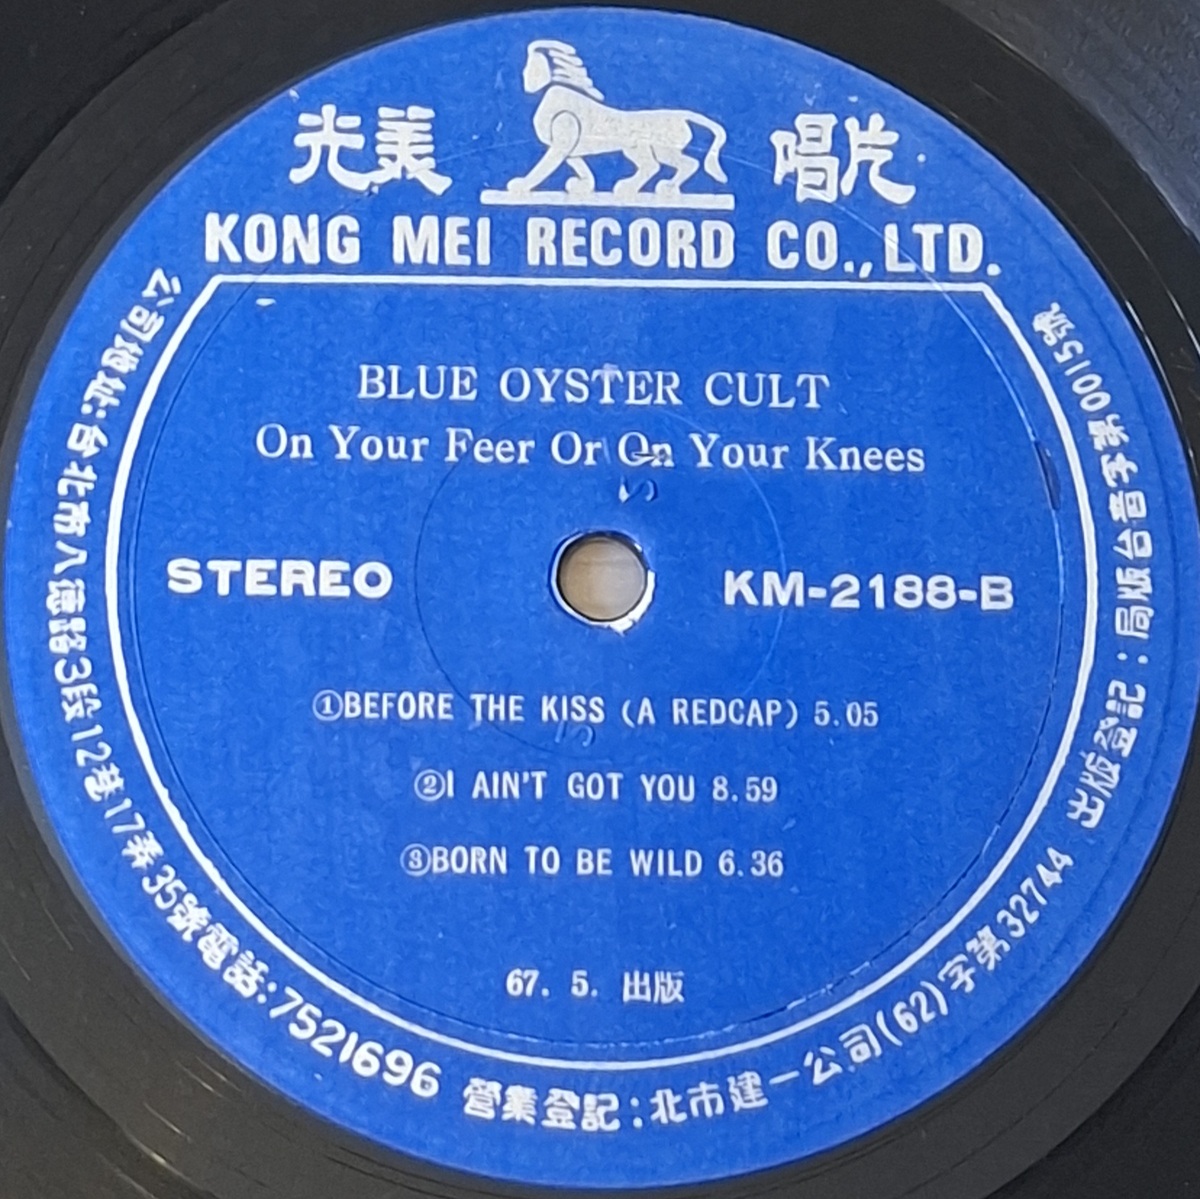 光美 唱片
KONG MEI RECORD CO., LTD.
BLUE OYSTER CULT
On Your Feer Or On Your Knees
STEREO KM-2188-B
①BEFORE THE KISS (A REDCAP) 5.05
②I AIN'T GOT YOU 8.59
③BORN TO BE WILD 6.36
67. 5. 出版
公司地址:台北市八德路3段12巷17弄35號電話:7521696
營業登記:北市建一公司(62)字第32744
出版登記:局版台音字第0015號